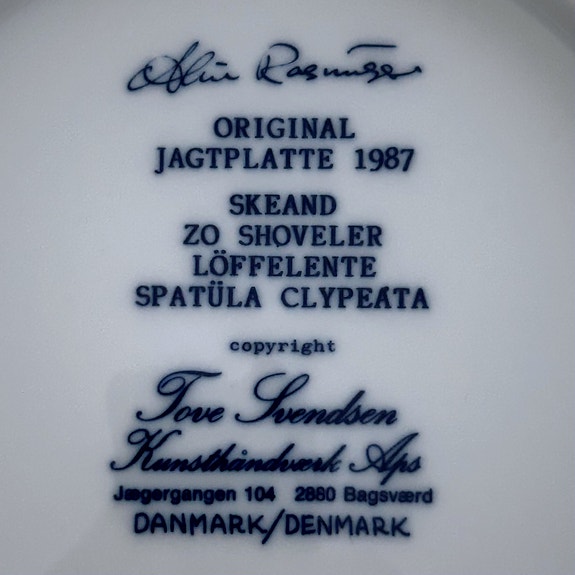 Rasmussen
ORIGINAL
JAGTPLATTE 1987
SKEAND
ZO SHOVELER
LÖFFELENTE
SPATÜLA CLYPEATA
copyright
Tove Svendsen
Kunsthåndværk Aps
Jægergangen 104 2880 Bagsværd
DANMARK/DENMARK